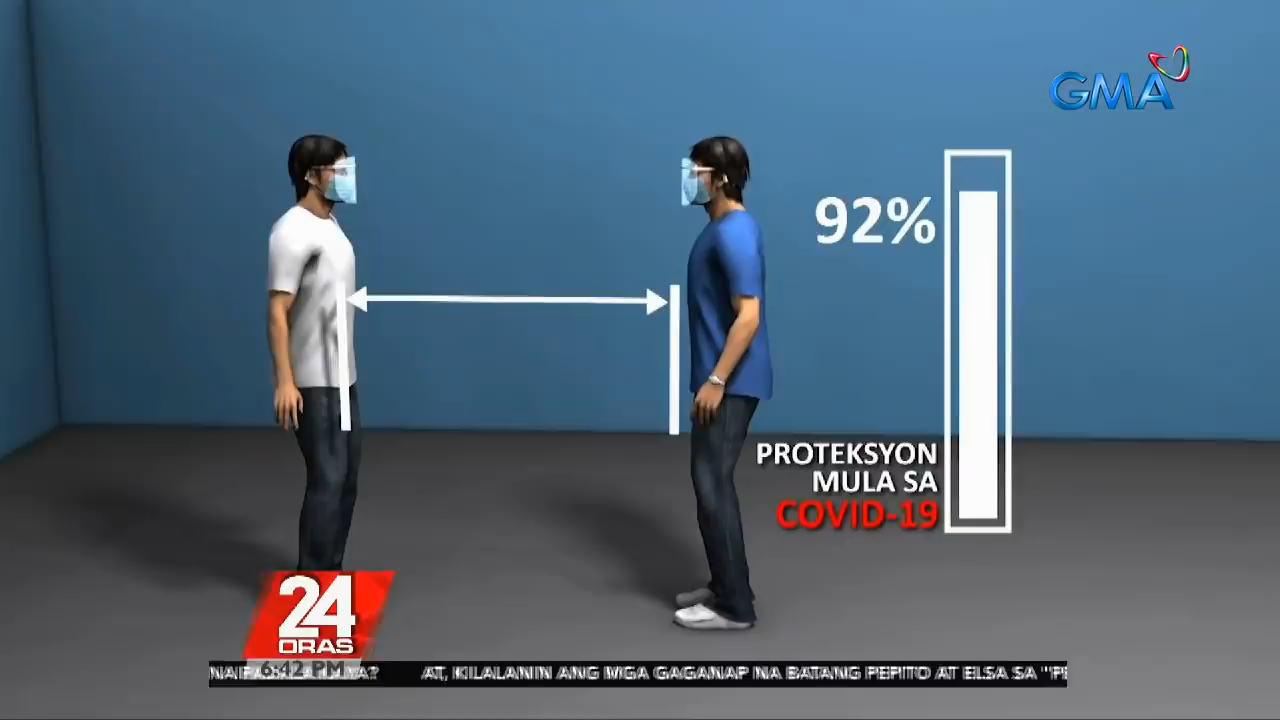 GMA
92%
PROTEKSYON
MULA SA
COVID-19
24
ORAS
6:42 PM
AT, KILALANIN ANG MGA GAGANAP NA BATANG PEPITO AT ELSA SA "